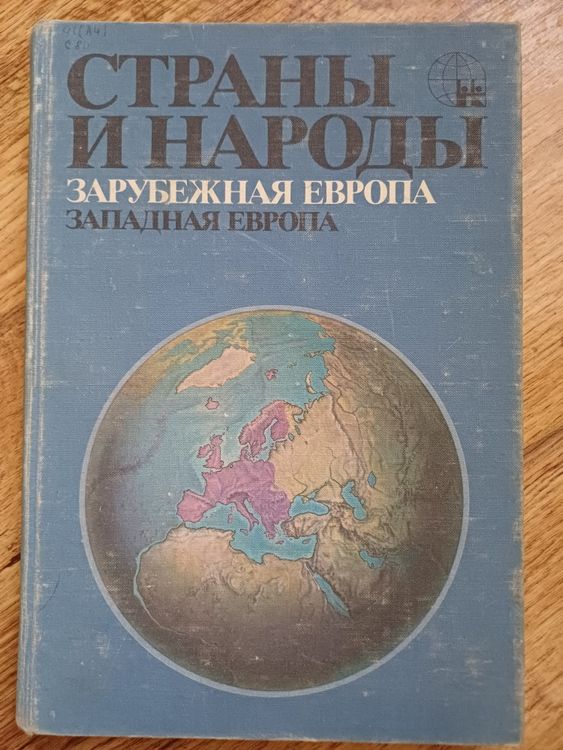 СТРАНЫ
И НАРОДЫ
ЗАРУБЕЖНАЯ ЕВРОПА
ЗАПАДНАЯ ЕВРОПА